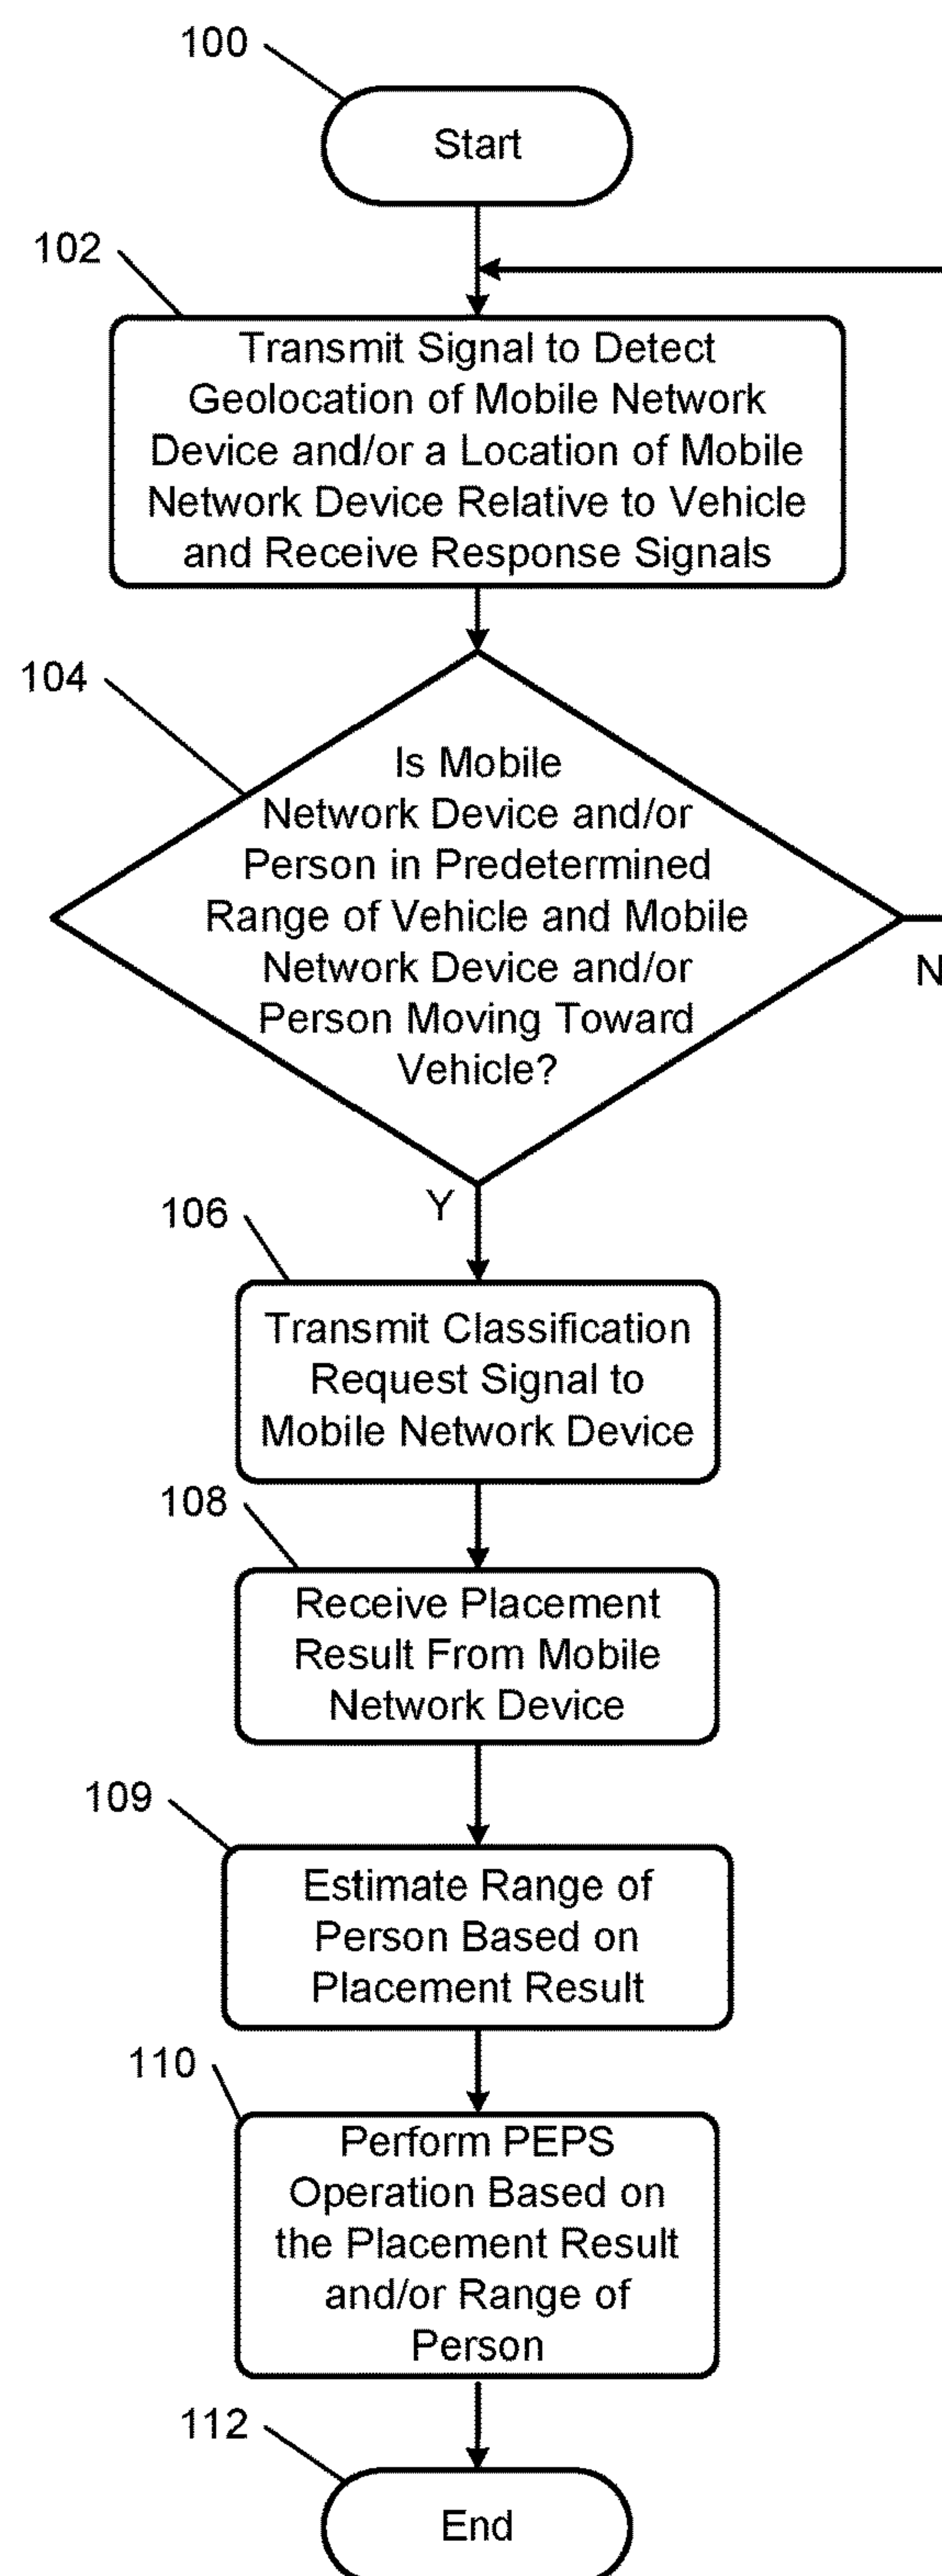 100
Start
102
Transmit Signal to Detect
Geolocation of Mobile Network
Device and/or a Location of Mobile
Network Device Relative to Vehicle
and Receive Response Signals
104
Is Mobile
Network Device and/or
Person in Predetermined
Range of Vehicle and Mobile
Network Device and/or
Person Moving Toward
Vehicle?
N
Y
106
Transmit Classification
Request Signal to
Mobile Network Device
108
Receive Placement
Result From Mobile
Network Device
109
Estimate Range of
Person Based on
Placement Result
110
Perform PEPS
Operation Based on
the Placement Result
and/or Range of
Person
112
End